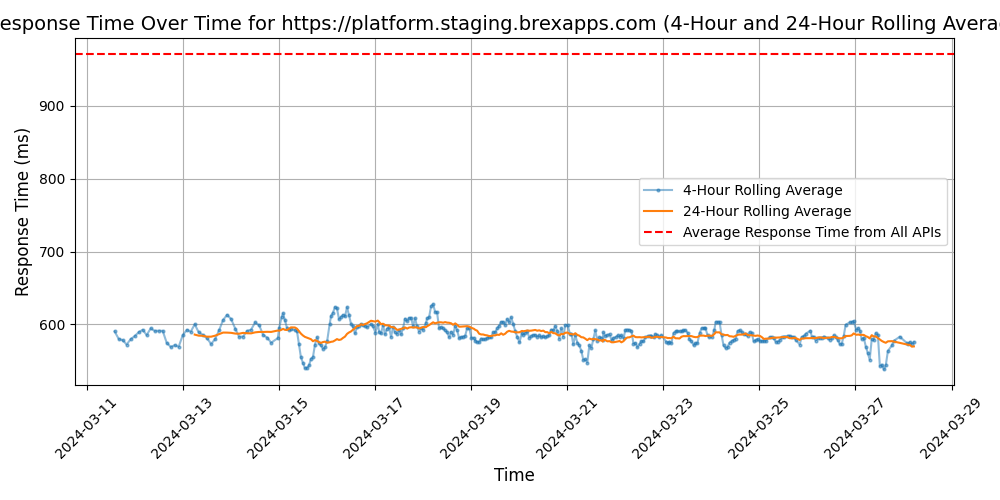 esponse Time Over Time for https://platform.staging.brexapps.com (4-Hour and 24-Hour Rolling Avera
Response Time (ms)
900
800
700
600
4-Hour Rolling Average
24-Hour Rolling Average
Average Response Time from All APIs
2024-03-11
2024-03-13
2024-03-15
2024-03-17
2024-03-19
2024-03-21
2024-03-23
2024-03-25
2024-03-27
2024-03-29
Time